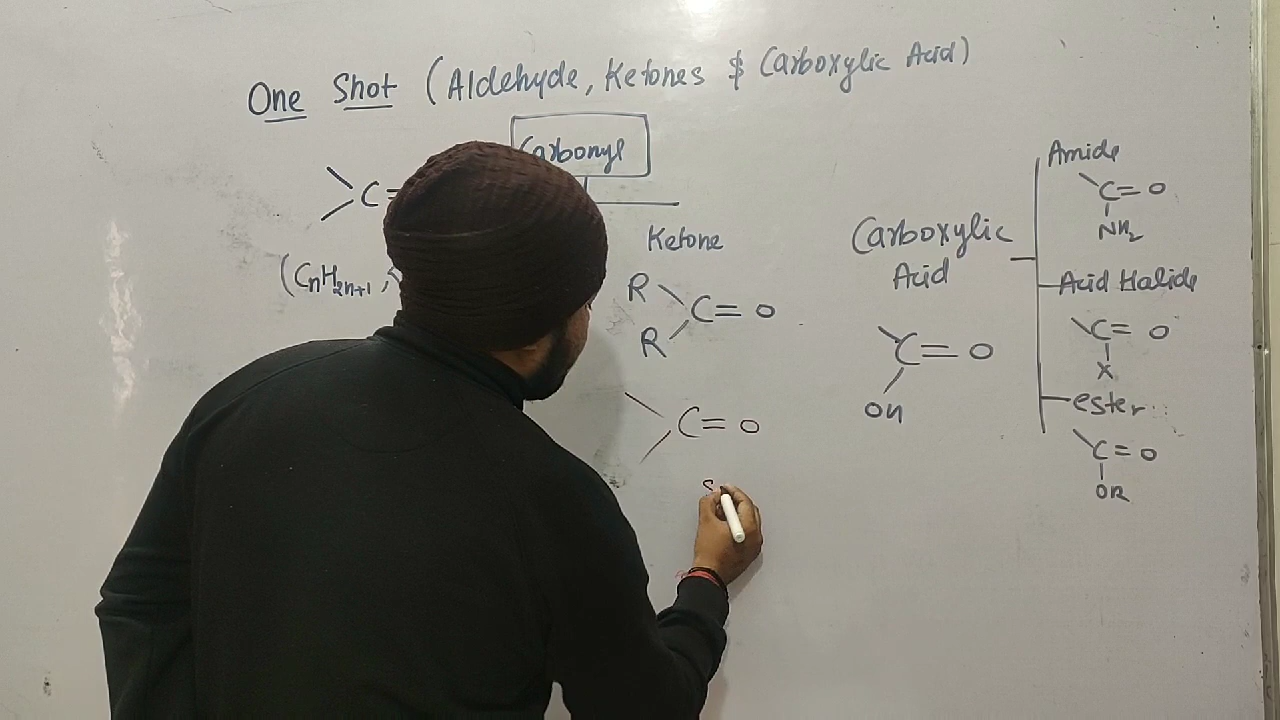 One Shot (Aldehyde, Ketones & Carboxylic Acid)
Carbonyl
C=
(CnH2n+1,
Ketone
R
C=O
R
C=O
Carboxylic
Acid
C=O
OH
Amide
C=O
NH2
Acid Halide
C=O
X
ester
C=O
OR